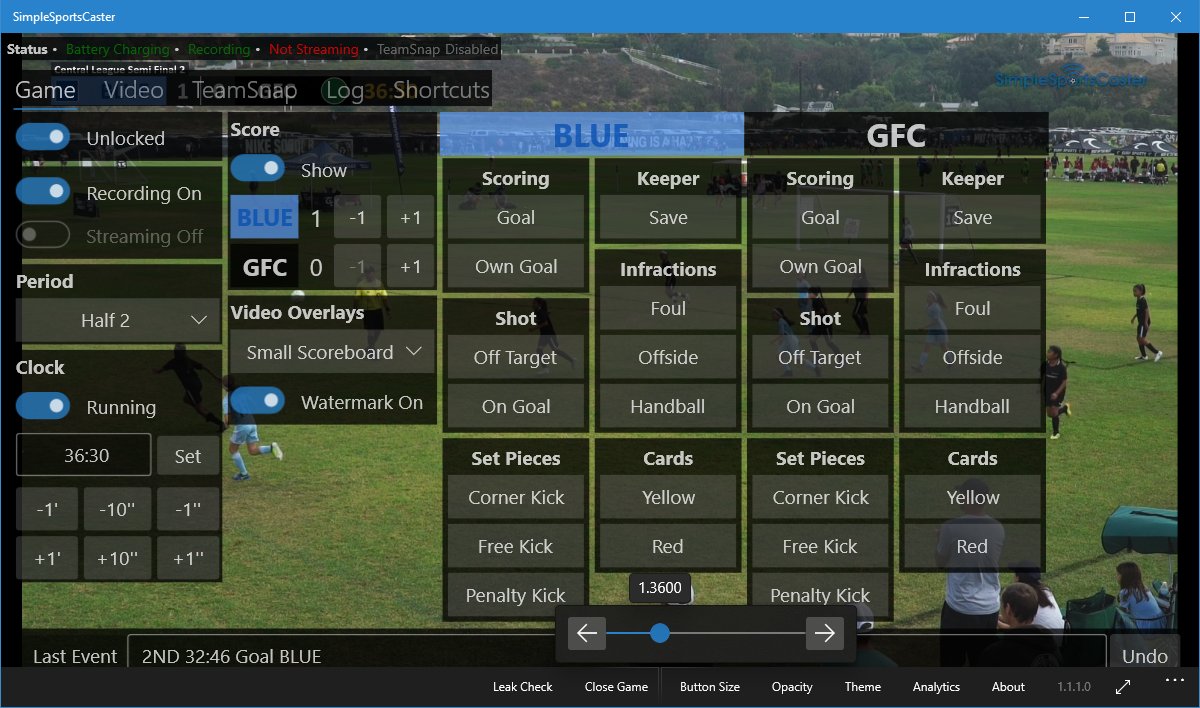 SimpleSportsCaster
Status • Battery Charging • Recording • Not Streaming • TeamSnap Disabled
Central League Semi Final 2
Game Video TeamSnap Log Shortcuts
SimpleSportsCaster
Unlocked
Recording On
Streaming Off
Period
Half 2
Clock
Running
36:30 Set
-1' -10'' -1''
+1' +10'' +1''
Score
Show
BLUE 1 -1 +1
GFC 0 -1 +1
Video Overlays
Small Scoreboard
Watermark On
BLUE
Scoring
Goal
Own Goal
Shot
Off Target
On Goal
Set Pieces
Corner Kick
Free Kick
Penalty Kick
Keeper
Save
Infractions
Foul
Offside
Handball
Cards
Yellow
Red
GFC
Scoring
Goal
Own Goal
Shot
Off Target
On Goal
Set Pieces
Corner Kick
Free Kick
Penalty Kick
Keeper
Save
Infractions
Foul
Offside
Handball
Cards
Yellow
Red
1.3600
Last Event 2ND 32:46 Goal BLUE Undo
Leak Check Close Game Button Size Opacity Theme Analytics About 1.1.1.0